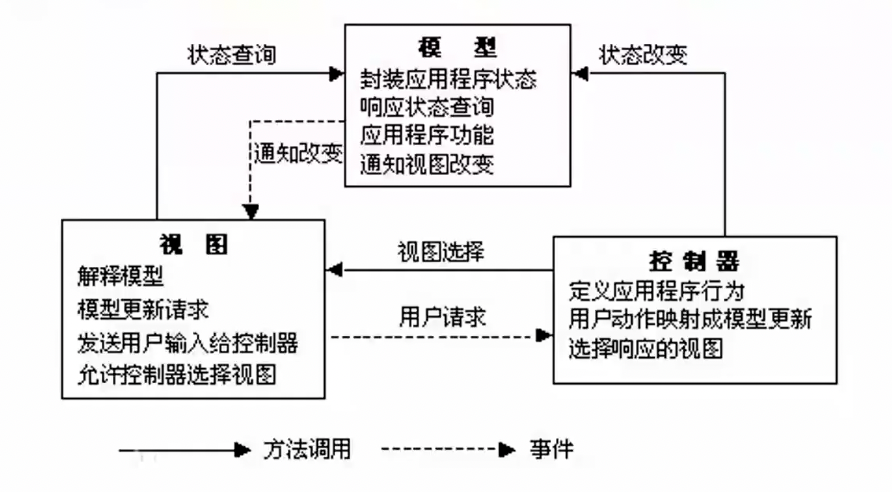 状态查询
模 型
封装应用程序状态
响应状态查询
应用程序功能
通知视图改变
状态改变
通知改变
视 图
解释模型
模型更新请求
发送用户输入给控制器
允许控制器选择视图
视图选择
用户请求
控 制 器
定义应用程序行为
用户动作映射成模型更新
选择响应的视图
方法调用
事件